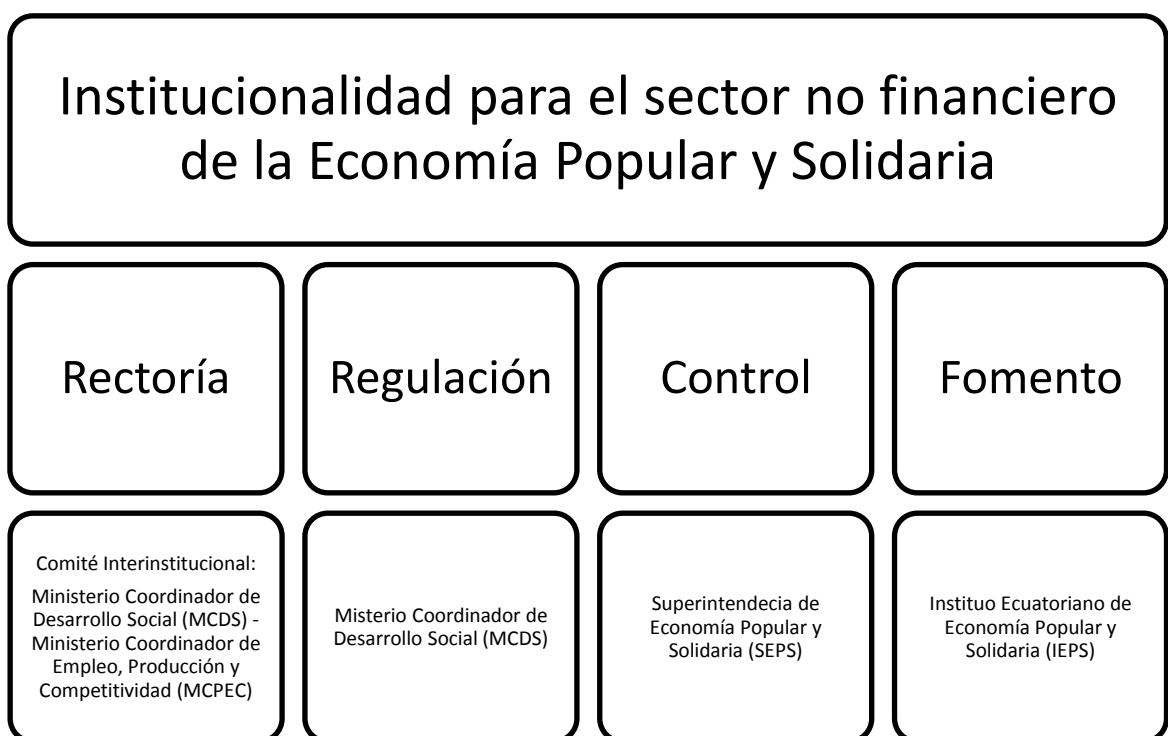 Institucionalidad para el sector no financiero
de la Economía Popular y Solidaria
Rectoría
Regulación
Control
Fomento
Comité Interinstitucional:
Ministerio Coordinador de
Desarrollo Social (MCDS) -
Ministerio Coordinador de
Empleo, Producción y
Competitividad (MCPEC)
Misterio Coordinador de
Desarrollo Social (MCDS)
Superintendecia de
Economía Popular y
Solidaria (SEPS)
Instituo Ecuatoriano de
Economía Popular y
Solidaria (IEPS)